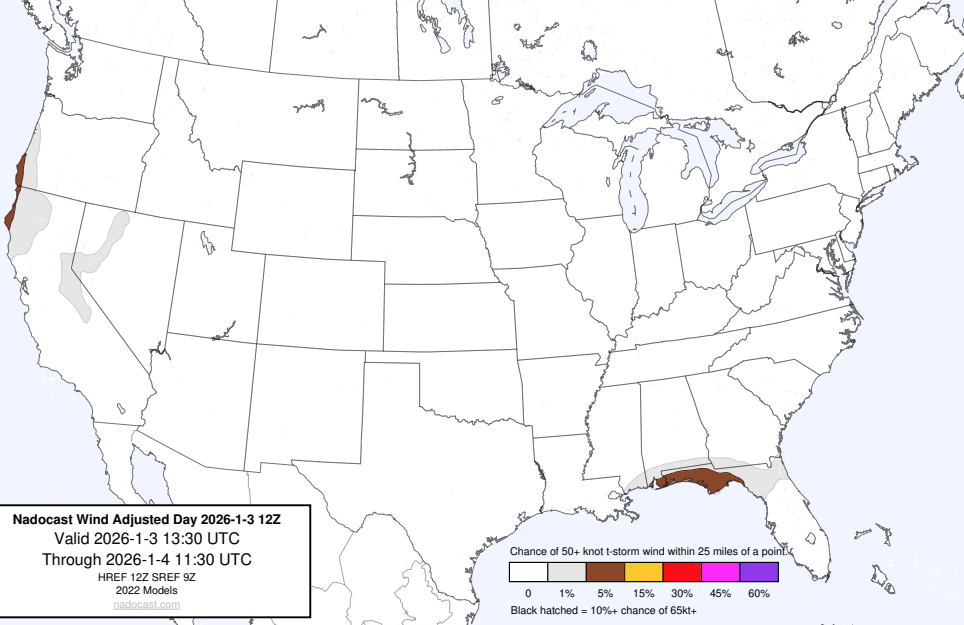 Nadocast Wind Adjusted Day 2026-1-3 12Z
Valid 2026-1-3 13:30 UTC
Through 2026-1-4 11:30 UTC
HREF 12Z SREF 9Z
2022 Models
nadocast.com
Chance of 50+ knot t-storm wind within 25 miles of a point.
0 1% 5% 15% 30% 45% 60%
Black hatched = 10%+ chance of 65kt+